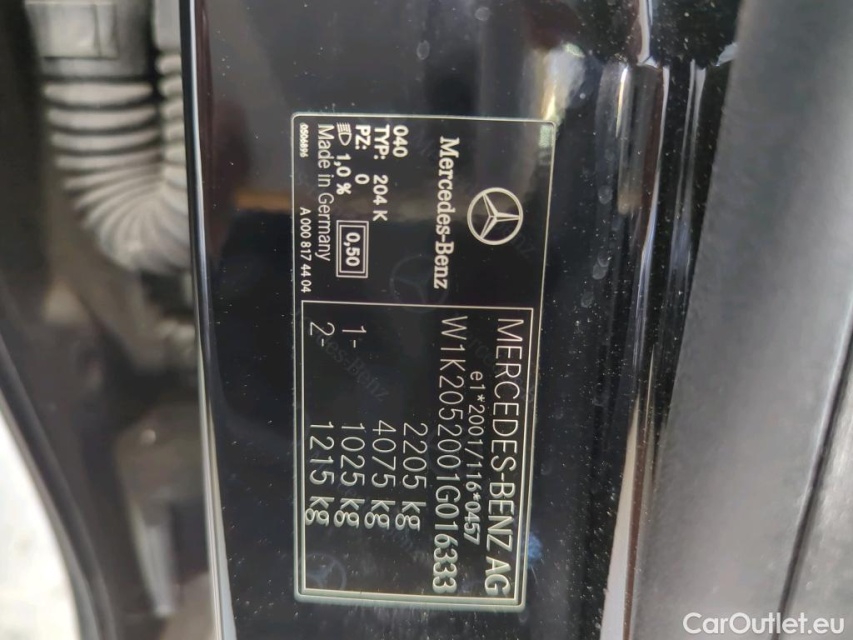 Mercedes-Benz
040
TYP: 204 K
PZ: 0
1,0 %
0,50
Made in Germany
0506896
A 000 817 44 04
MERCEDES-BENZ AG
e1*2001/116*0457
W1K2052001G016333
2205 kg
4075 kg
1- 1025 kg
2- 1215 kg
CarOutlet.eu